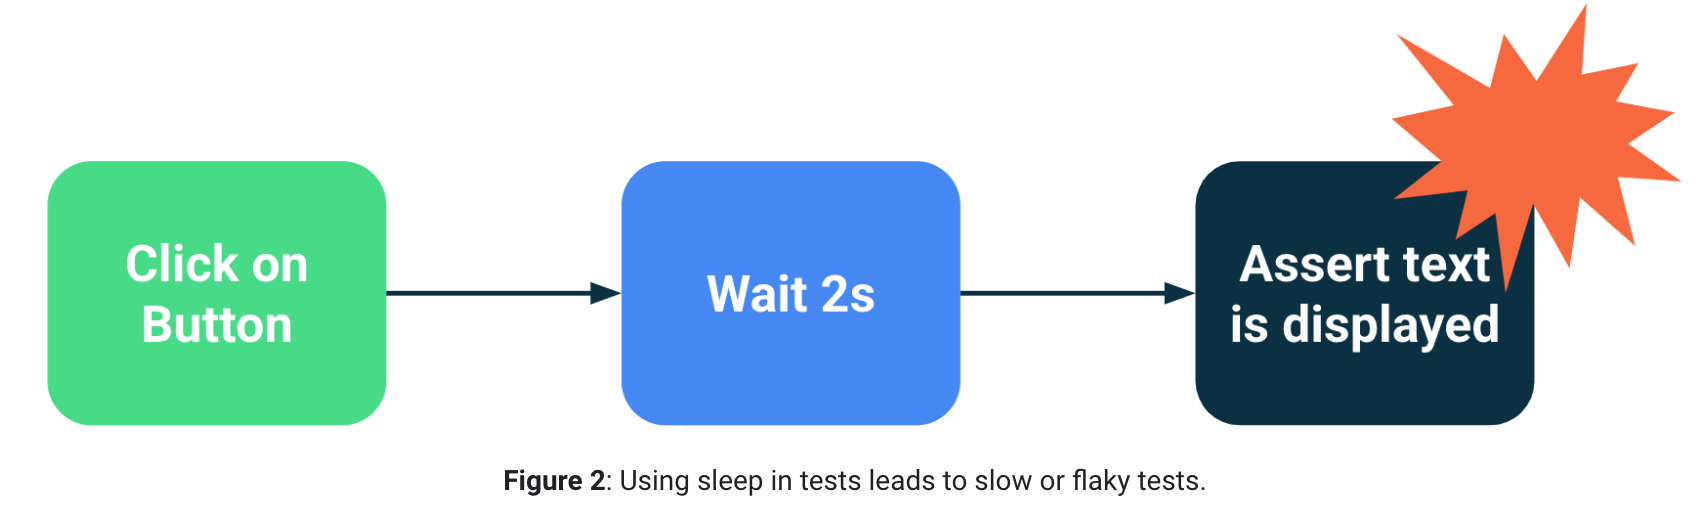 Click on
Button
Wait 2s
Assert text
is displayed
Figure 2: Using sleep in tests leads to slow or flaky tests.